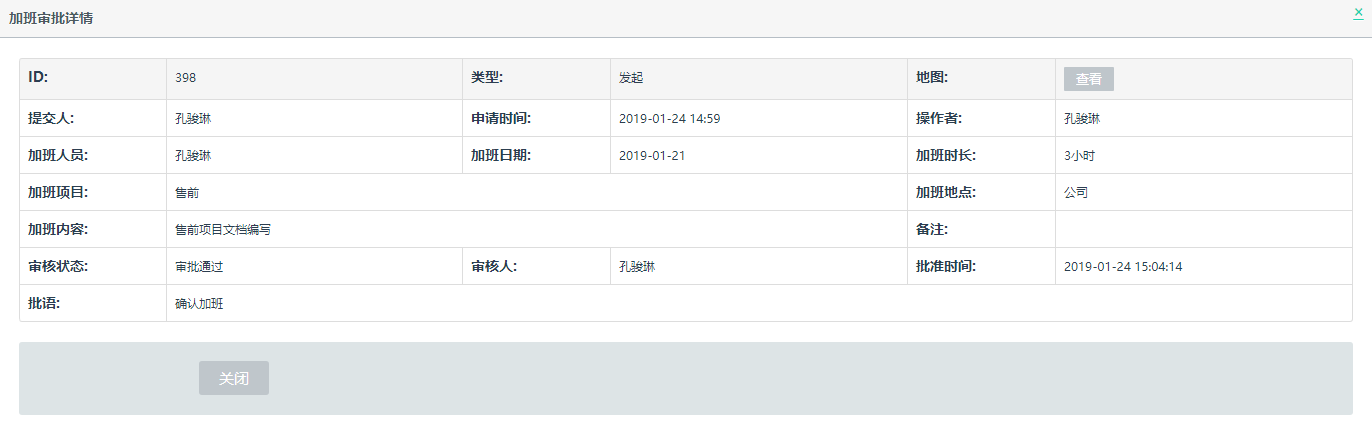 加班审批详情 ×
ID: 398 类型: 发起 地图: 查看
提交人: 孔骏琳 申请时间: 2019-01-24 14:59 操作者: 孔骏琳
加班人员: 孔骏琳 加班日期: 2019-01-21 加班时长: 3小时
加班项目: 售前 加班地点: 公司
加班内容: 售前项目文档编写 备注:
审核状态: 审批通过 审核人: 孔骏琳 批准时间: 2019-01-24 15:04:14
批语: 确认加班
关闭